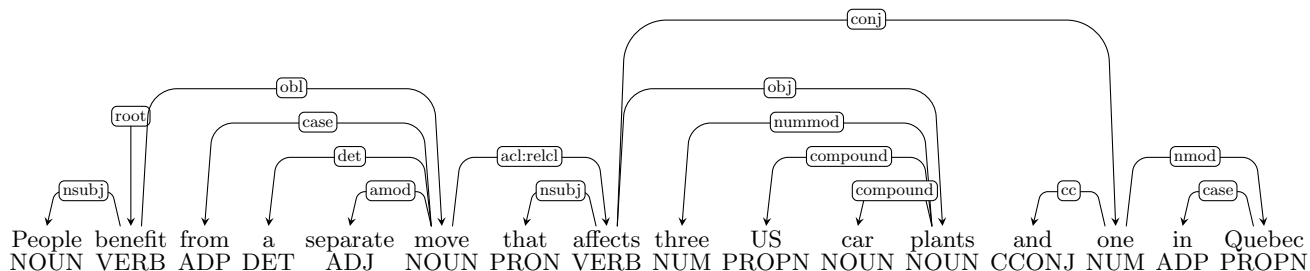 conj
obl obj
root case nummod
det acl:relcl compound nmod
nsubj amod nsubj compound cc case
People benefit from a separate move that affects three US car plants and one in Quebec
NOUN VERB ADP DET ADJ NOUN PRON VERB NUM PROPN NOUN NOUN CCONJ NUM ADP PROPN